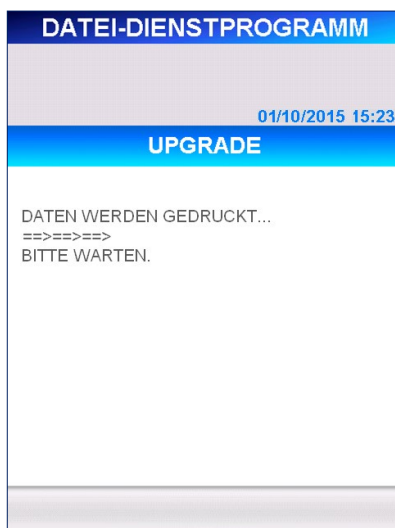 DATEI-DIENSTPROGRAMM
01/10/2015 15:23
UPGRADE
DATEN WERDEN GEDRUCKT...
==>==>==>
BITTE WARTEN.